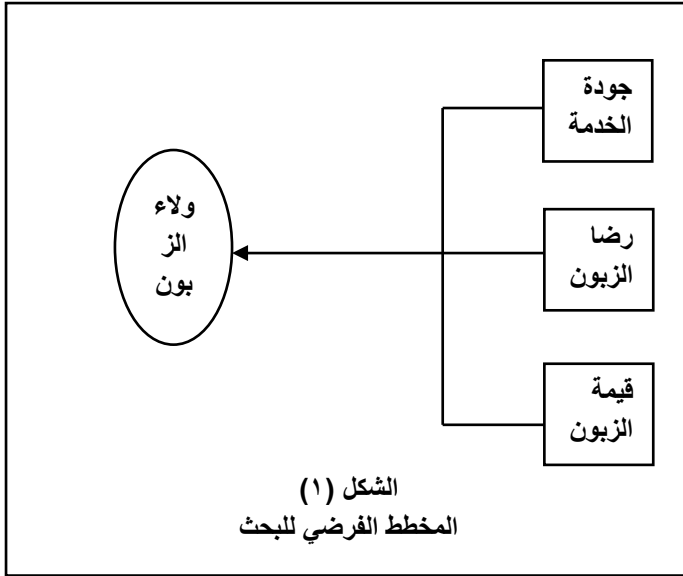 جودة
الخدمة
رضا
الزبون
قيمة
الزبون
ولاء
الز
بون
الشكل (١)
المخطط الفرضي للبحث